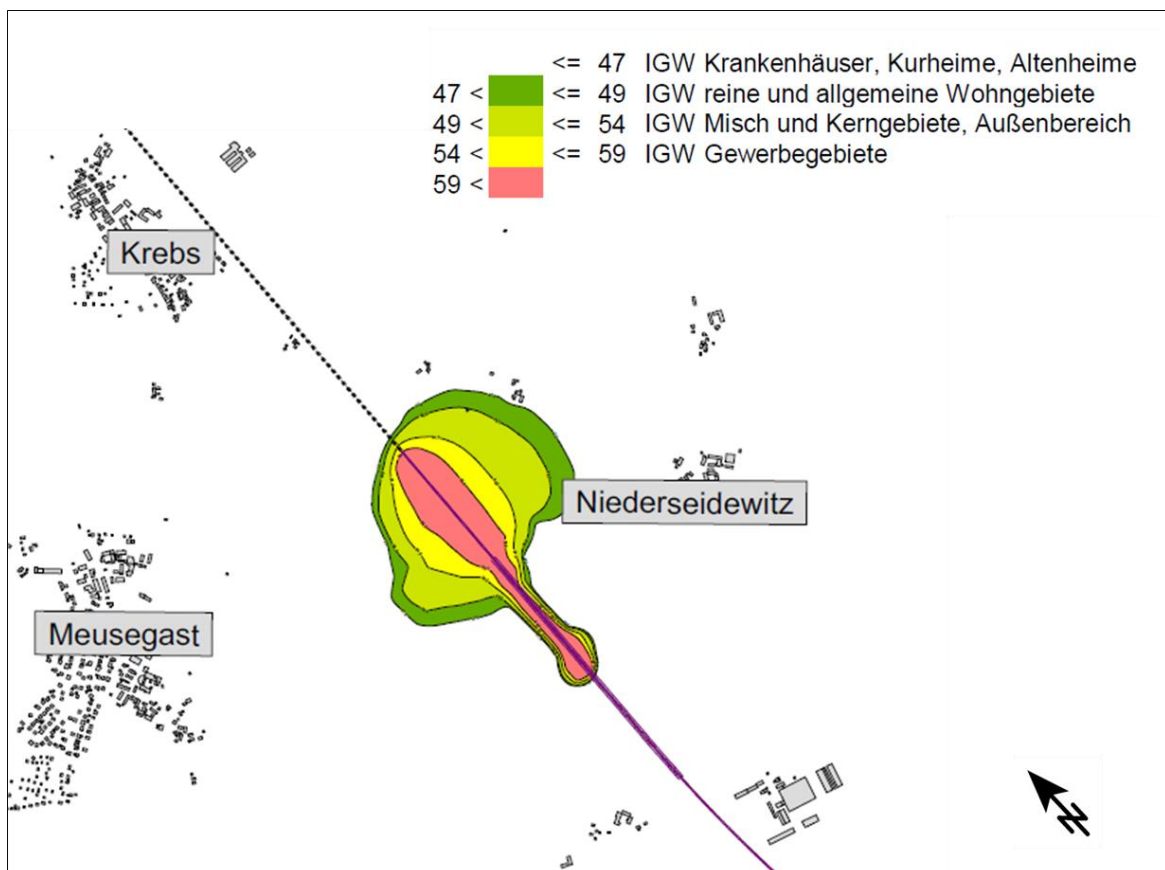 <= 47 IGW Krankenhäuser, Kurheime, Altenheime
47 < <= 49 IGW reine und allgemeine Wohngebiete
49 < <= 54 IGW Misch und Kerngebiete, Außenbereich
54 < <= 59 IGW Gewerbegebiete
59 <
Krebs
Niederseidewitz
Meusegast
N